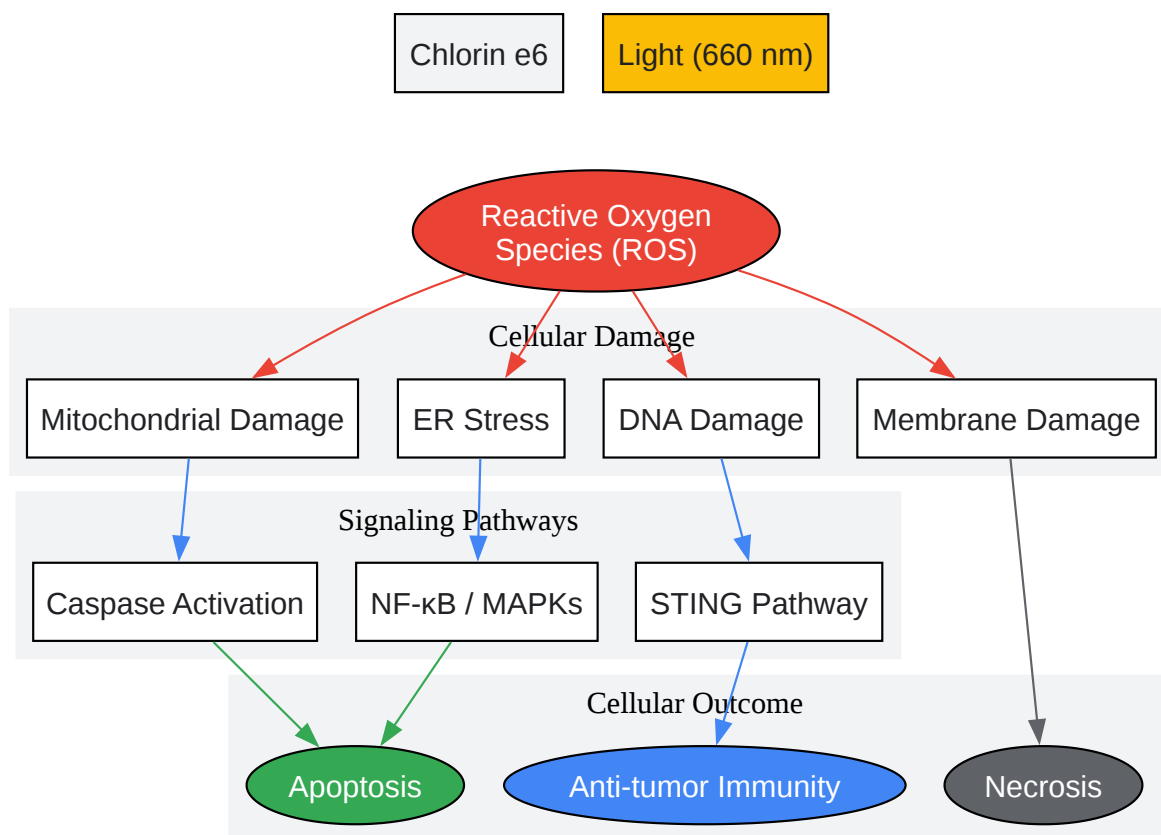 Chlorin e6
Light (660 nm)
Reactive Oxygen
Species (ROS)
Cellular Damage
Mitochondrial Damage
ER Stress
DNA Damage
Membrane Damage
Signaling Pathways
Caspase Activation
NF-κB / MAPKs
STING Pathway
Cellular Outcome
Apoptosis
Anti-tumor Immunity
Necrosis